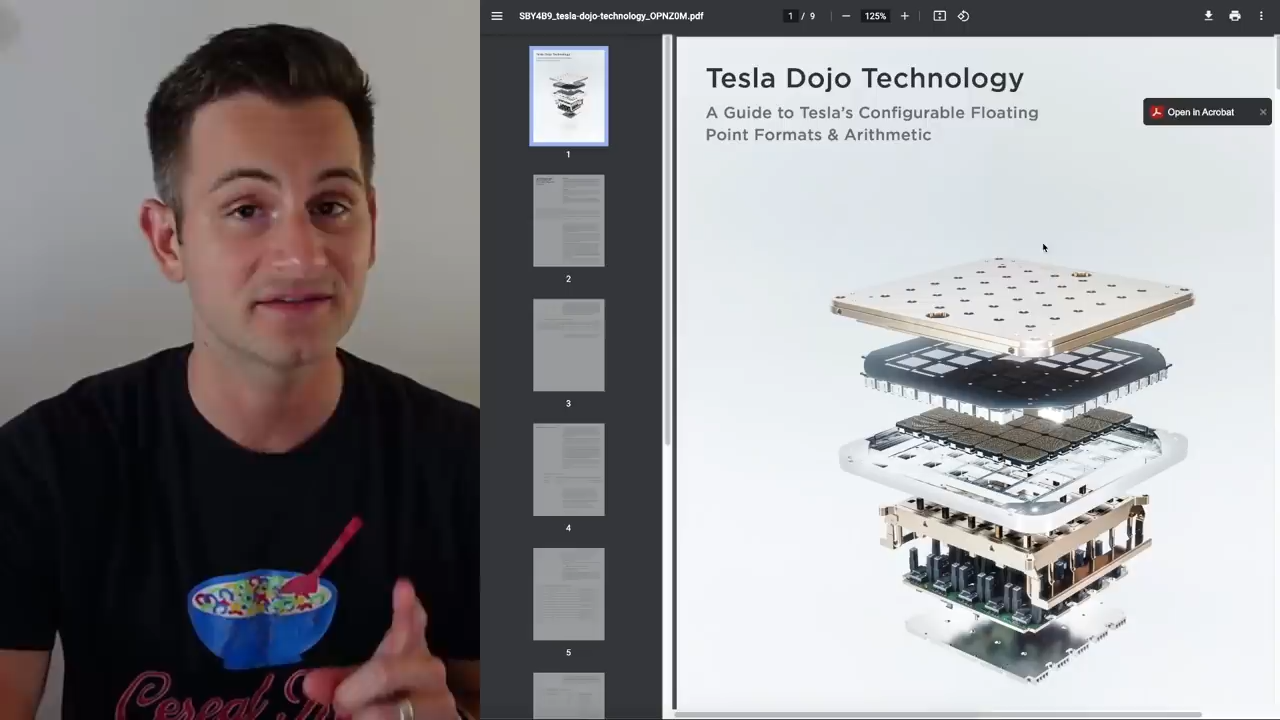 SBY4B9_tesla-dojo-technology_OPNZ0M.pdf
1 / 9
125%
Tesla Dojo Technology
A Guide to Tesla's Configurable Floating
Point Formats & Arithmetic
Open in Acrobat
1
2
3
4
5
Cereal